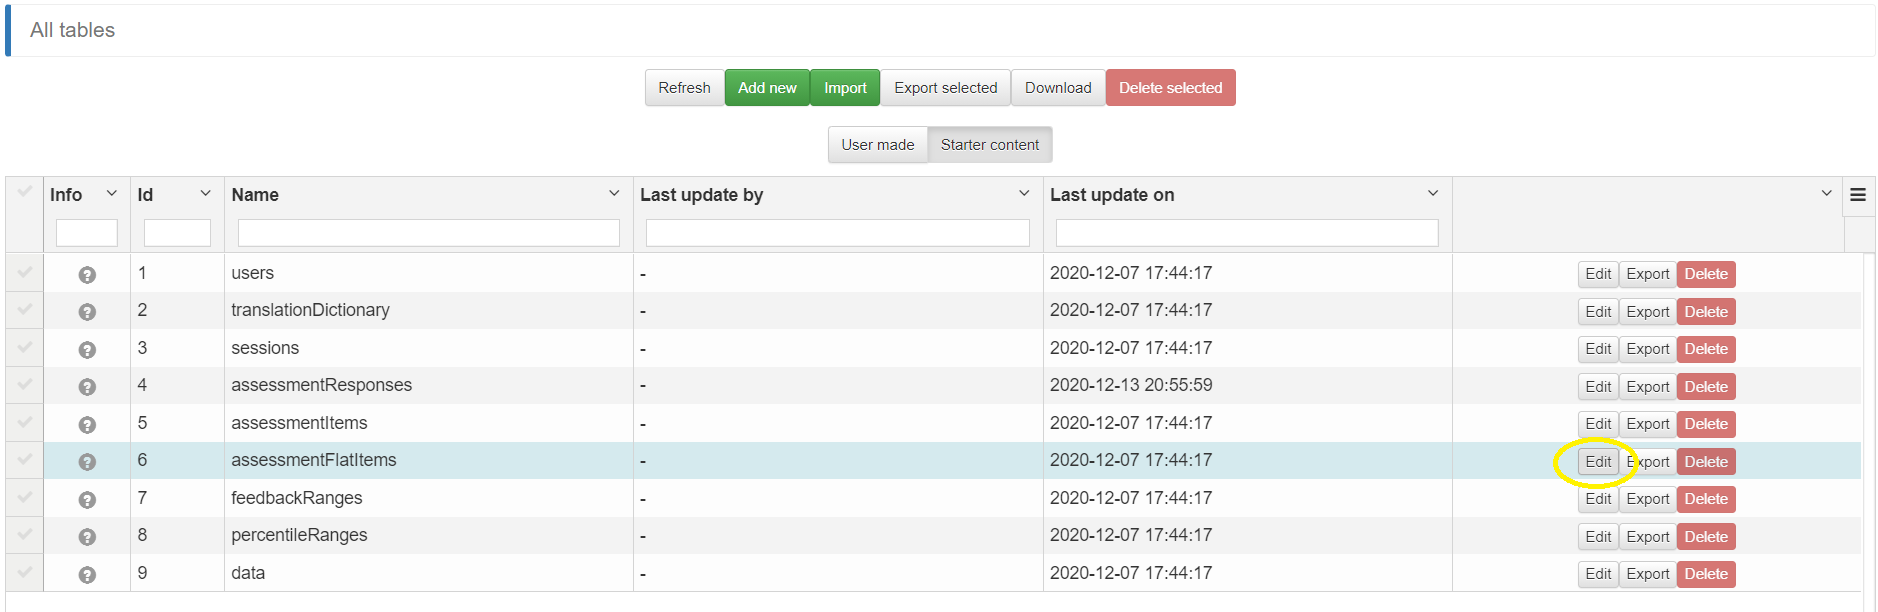 All tables
Refresh Add new Import Export selected Download Delete selected
User made Starter content
Info Id Name Last update by Last update on
1 users - 2020-12-07 17:44:17 Edit Export Delete
2 translationDictionary - 2020-12-07 17:44:17 Edit Export Delete
3 sessions - 2020-12-07 17:44:17 Edit Export Delete
4 assessmentResponses - 2020-12-13 20:55:59 Edit Export Delete
5 assessmentItems - 2020-12-07 17:44:17 Edit Export Delete
6 assessmentFlatItems - 2020-12-07 17:44:17 Edit Export Delete
7 feedbackRanges - 2020-12-07 17:44:17 Edit Export Delete
8 percentileRanges - 2020-12-07 17:44:17 Edit Export Delete
9 data - 2020-12-07 17:44:17 Edit Export Delete